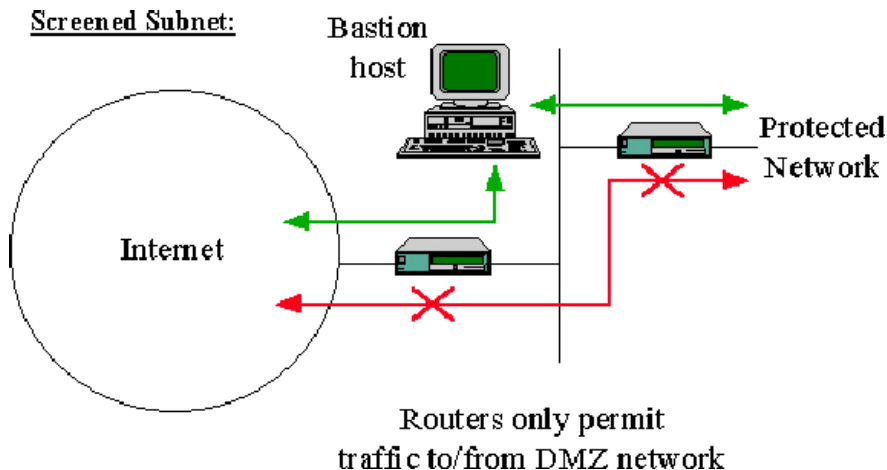 Screened Subnet:
Bastion
host
Protected
Network
Internet
Routers only permit
traffic to/from DMZ network